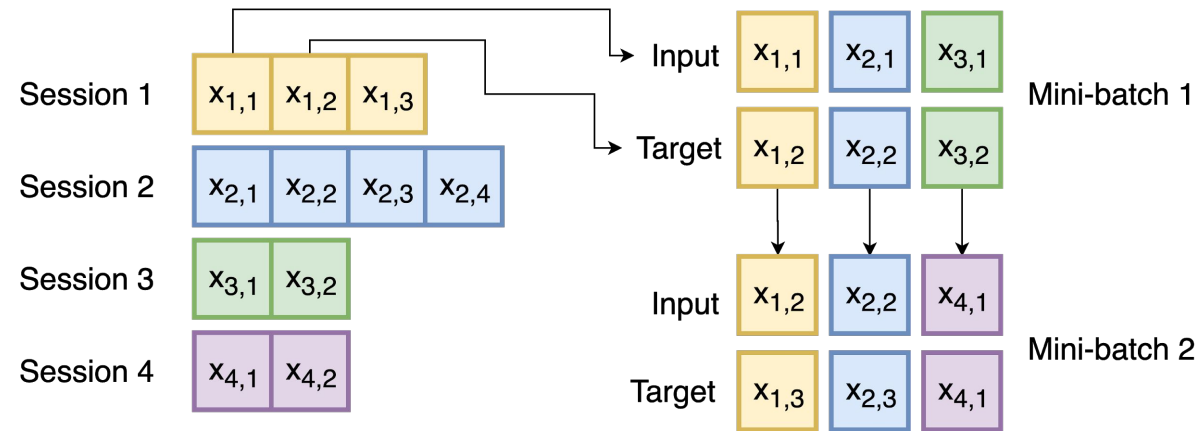 Session 1 x1,1 x1,2 x1,3
Session 2 x2,1 x2,2 x2,3 x2,4
Session 3 x3,1 x3,2
Session 4 x4,1 x4,2
Input x1,1 x2,1 x3,1
Target x1,2 x2,2 x3,2
Mini-batch 1
Input x1,2 x2,2 x4,1
Target x1,3 x2,3 x4,1
Mini-batch 2